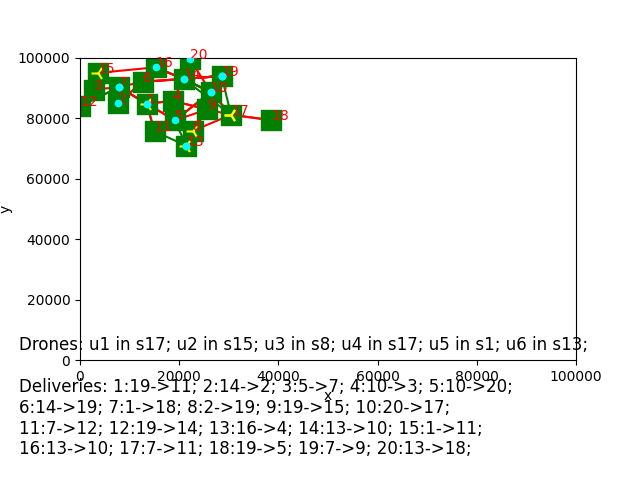 100000
80000
60000
40000
20000
0
y
20
16
15
19
17
18
12
Drones: u1 in s17; u2 in s15; u3 in s8; u4 in s17; u5 in s1; u6 in s13;
0 20000 40000 60000 80000 100000
x
Deliveries: 1:19->11; 2:14->2; 3:5->7; 4:10->3; 5:10->20;
6:14->19; 7:1->18; 8:2->19; 9:19->15; 10:20->17;
11:7->12; 12:19->14; 13:16->4; 14:13->10; 15:1->11;
16:13->10; 17:7->11; 18:19->5; 19:7->9; 20:13->18;